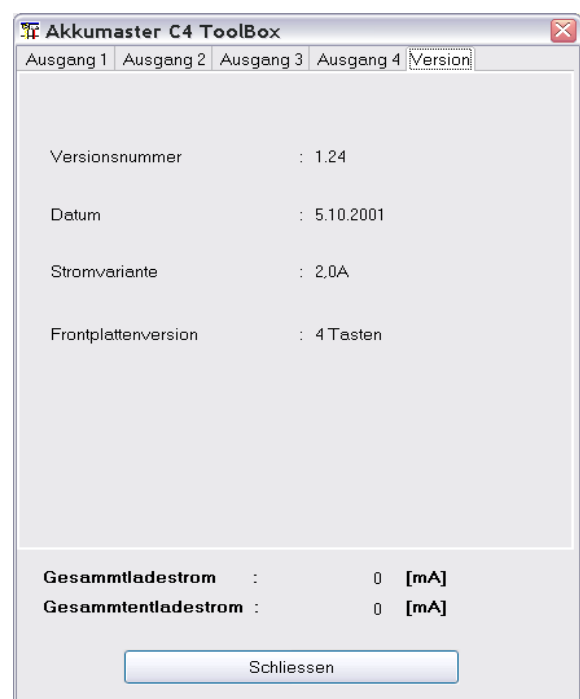 Akkumaster C4 ToolBox
Ausgang 1 Ausgang 2 Ausgang 3 Ausgang 4 Version
Versionsnummer : 1.24
Datum : 5.10.2001
Stromvariante : 2,0A
Frontplattenversion : 4 Tasten
Gesammtladestrom : 0 [mA]
Gesammtentladestrom : 0 [mA]
Schliessen